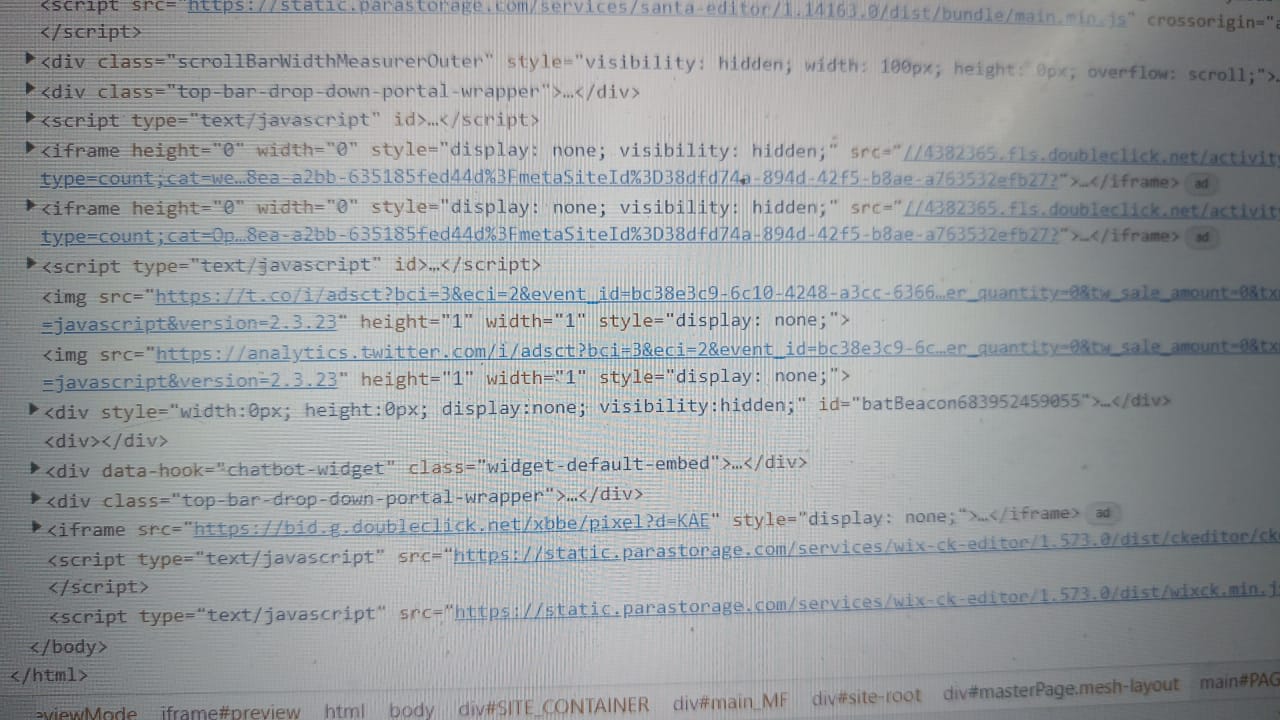 <script src="https://static.parastorage.com/services/santa-editor/1.14163.0/dist/bundle/main.min.js" crossorigin="
</script>
<div class="scrollBarWidthMeasurerOuter" style="visibility: hidden; width: 100px; height: 0px; overflow: scroll;">
<div class="top-bar-drop-down-portal-wrapper">…</div>
<script type="text/javascript" id>…</script>
<iframe height="0" width="0" style="display: none; visibility: hidden;" src="//4382365.fls.doubleclick.net/activit
type=count;cat=we…8ea-a2bb-635185fed44d%3FmetaSiteId%3D38dfd74a-894d-42f5-b8ae-a763532efb27?">…</iframe> ad
<iframe height="0" width="0" style="display: none; visibility: hidden;" src="//4382365.fls.doubleclick.net/activit
type=count;cat=0p…8ea-a2bb-635185fed44d%3FmetaSiteId%3D38dfd74a-894d-42f5-b8ae-a763532efb27?">…</iframe> ad
<script type="text/javascript" id>…</script>
<img src="https://t.co/i/adsct?bci=3&eci=2&event_id=bc38e3c9-6c10-4248-a3cc-6366…er_quantity=0&tw_sale_amount=0&tx
=javascript&version=2.3.23" height="1" width="1" style="display: none;">
<img src="https://analytics.twitter.com/i/adsct?bci=3&eci=2&event_id=bc38e3c9-6c…er_quantity=0&tw_sale_amount=0&tx
=javascript&version=2.3.23" height="1" width="1" style="display: none;">
<div style="width:0px; height:0px; display:none; visibility:hidden;" id="batBeacon683952459055">…</div>
<div></div>
<div data-hook="chatbot-widget" class="widget-default-embed">…</div>
<div class="top-bar-drop-down-portal-wrapper">…</div>
<iframe src="https://bid.g.doubleclick.net/xbbe/pixel?d=KAE" style="display: none;">…</iframe> ad
<script type="text/javascript" src="https://static.parastorage.com/services/wix-ck-editor/1.573.0/dist/ckeditor/ck
</script>
<script type="text/javascript" src="https://static.parastorage.com/services/wix-ck-editor/1.573.0/dist/wixck.min.j
</body>
</html>
eviewMode iframe#preview html body div#SITE_CONTAINER div#main_MF div#site-root div#masterPage.mesh-layout main#PAG